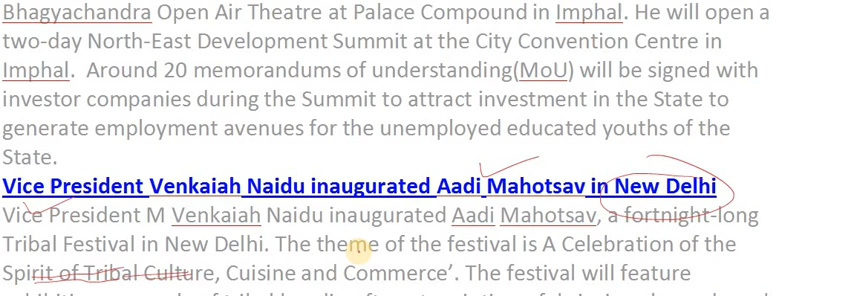 Bhagyachandra Open Air Theatre at Palace Compound in Imphal. He will open a
two-day North-East Development Summit at the City Convention Centre in
Imphal.  Around 20 memorandums of understanding(MoU) will be signed with
investor companies during the Summit to attract investment in the State to
generate employment avenues for the unemployed educated youths of the
State.
Vice President Venkaiah Naidu inaugurated Aadi Mahotsav in New Delhi
Vice President M Venkaiah Naidu inaugurated Aadi Mahotsav, a fortnight-long
Tribal Festival in New Delhi. The theme of the festival is A Celebration of the
Spirit of Tribal Culture, Cuisine and Commerce’. The festival will feature